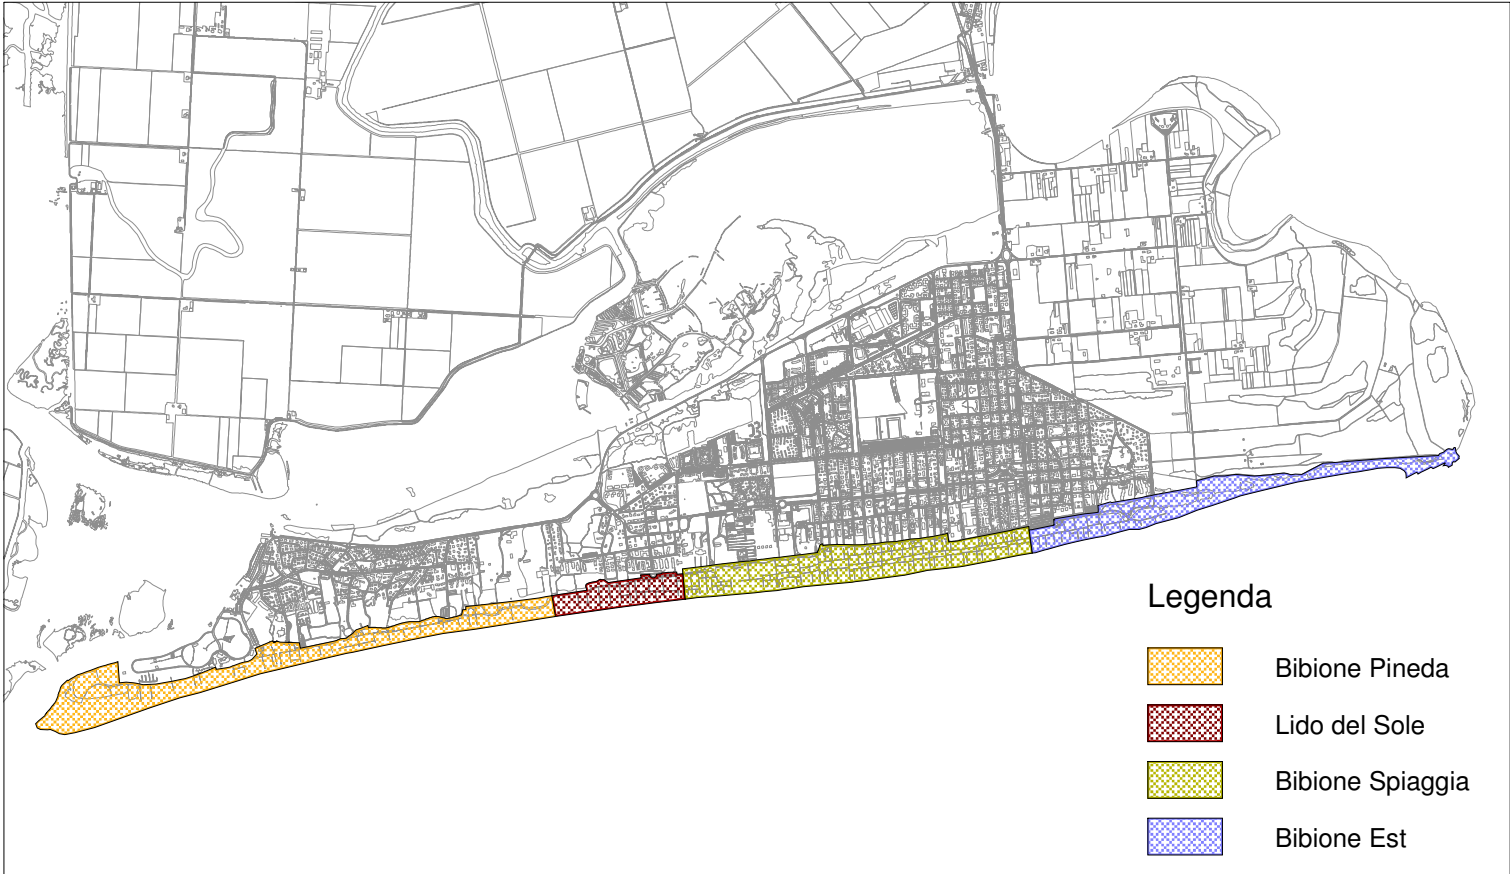 Legenda
Bibione Pineda
Lido del Sole
Bibione Spiaggia
Bibione Est